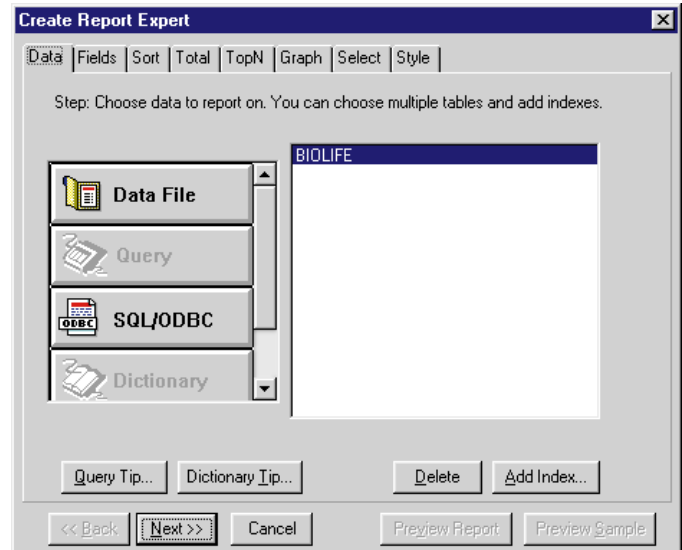 Create Report Expert
Data Fields Sort Total TopN Graph Select Style
Step: Choose data to report on. You can choose multiple tables and add indexes.
BIOLIFE
Data File
Query
ODBC SQL/ODBC
Dictionary
Query Tip... Dictionary Tip... Delete Add Index...
<< Back Next >> Cancel Preview Report Preview Sample